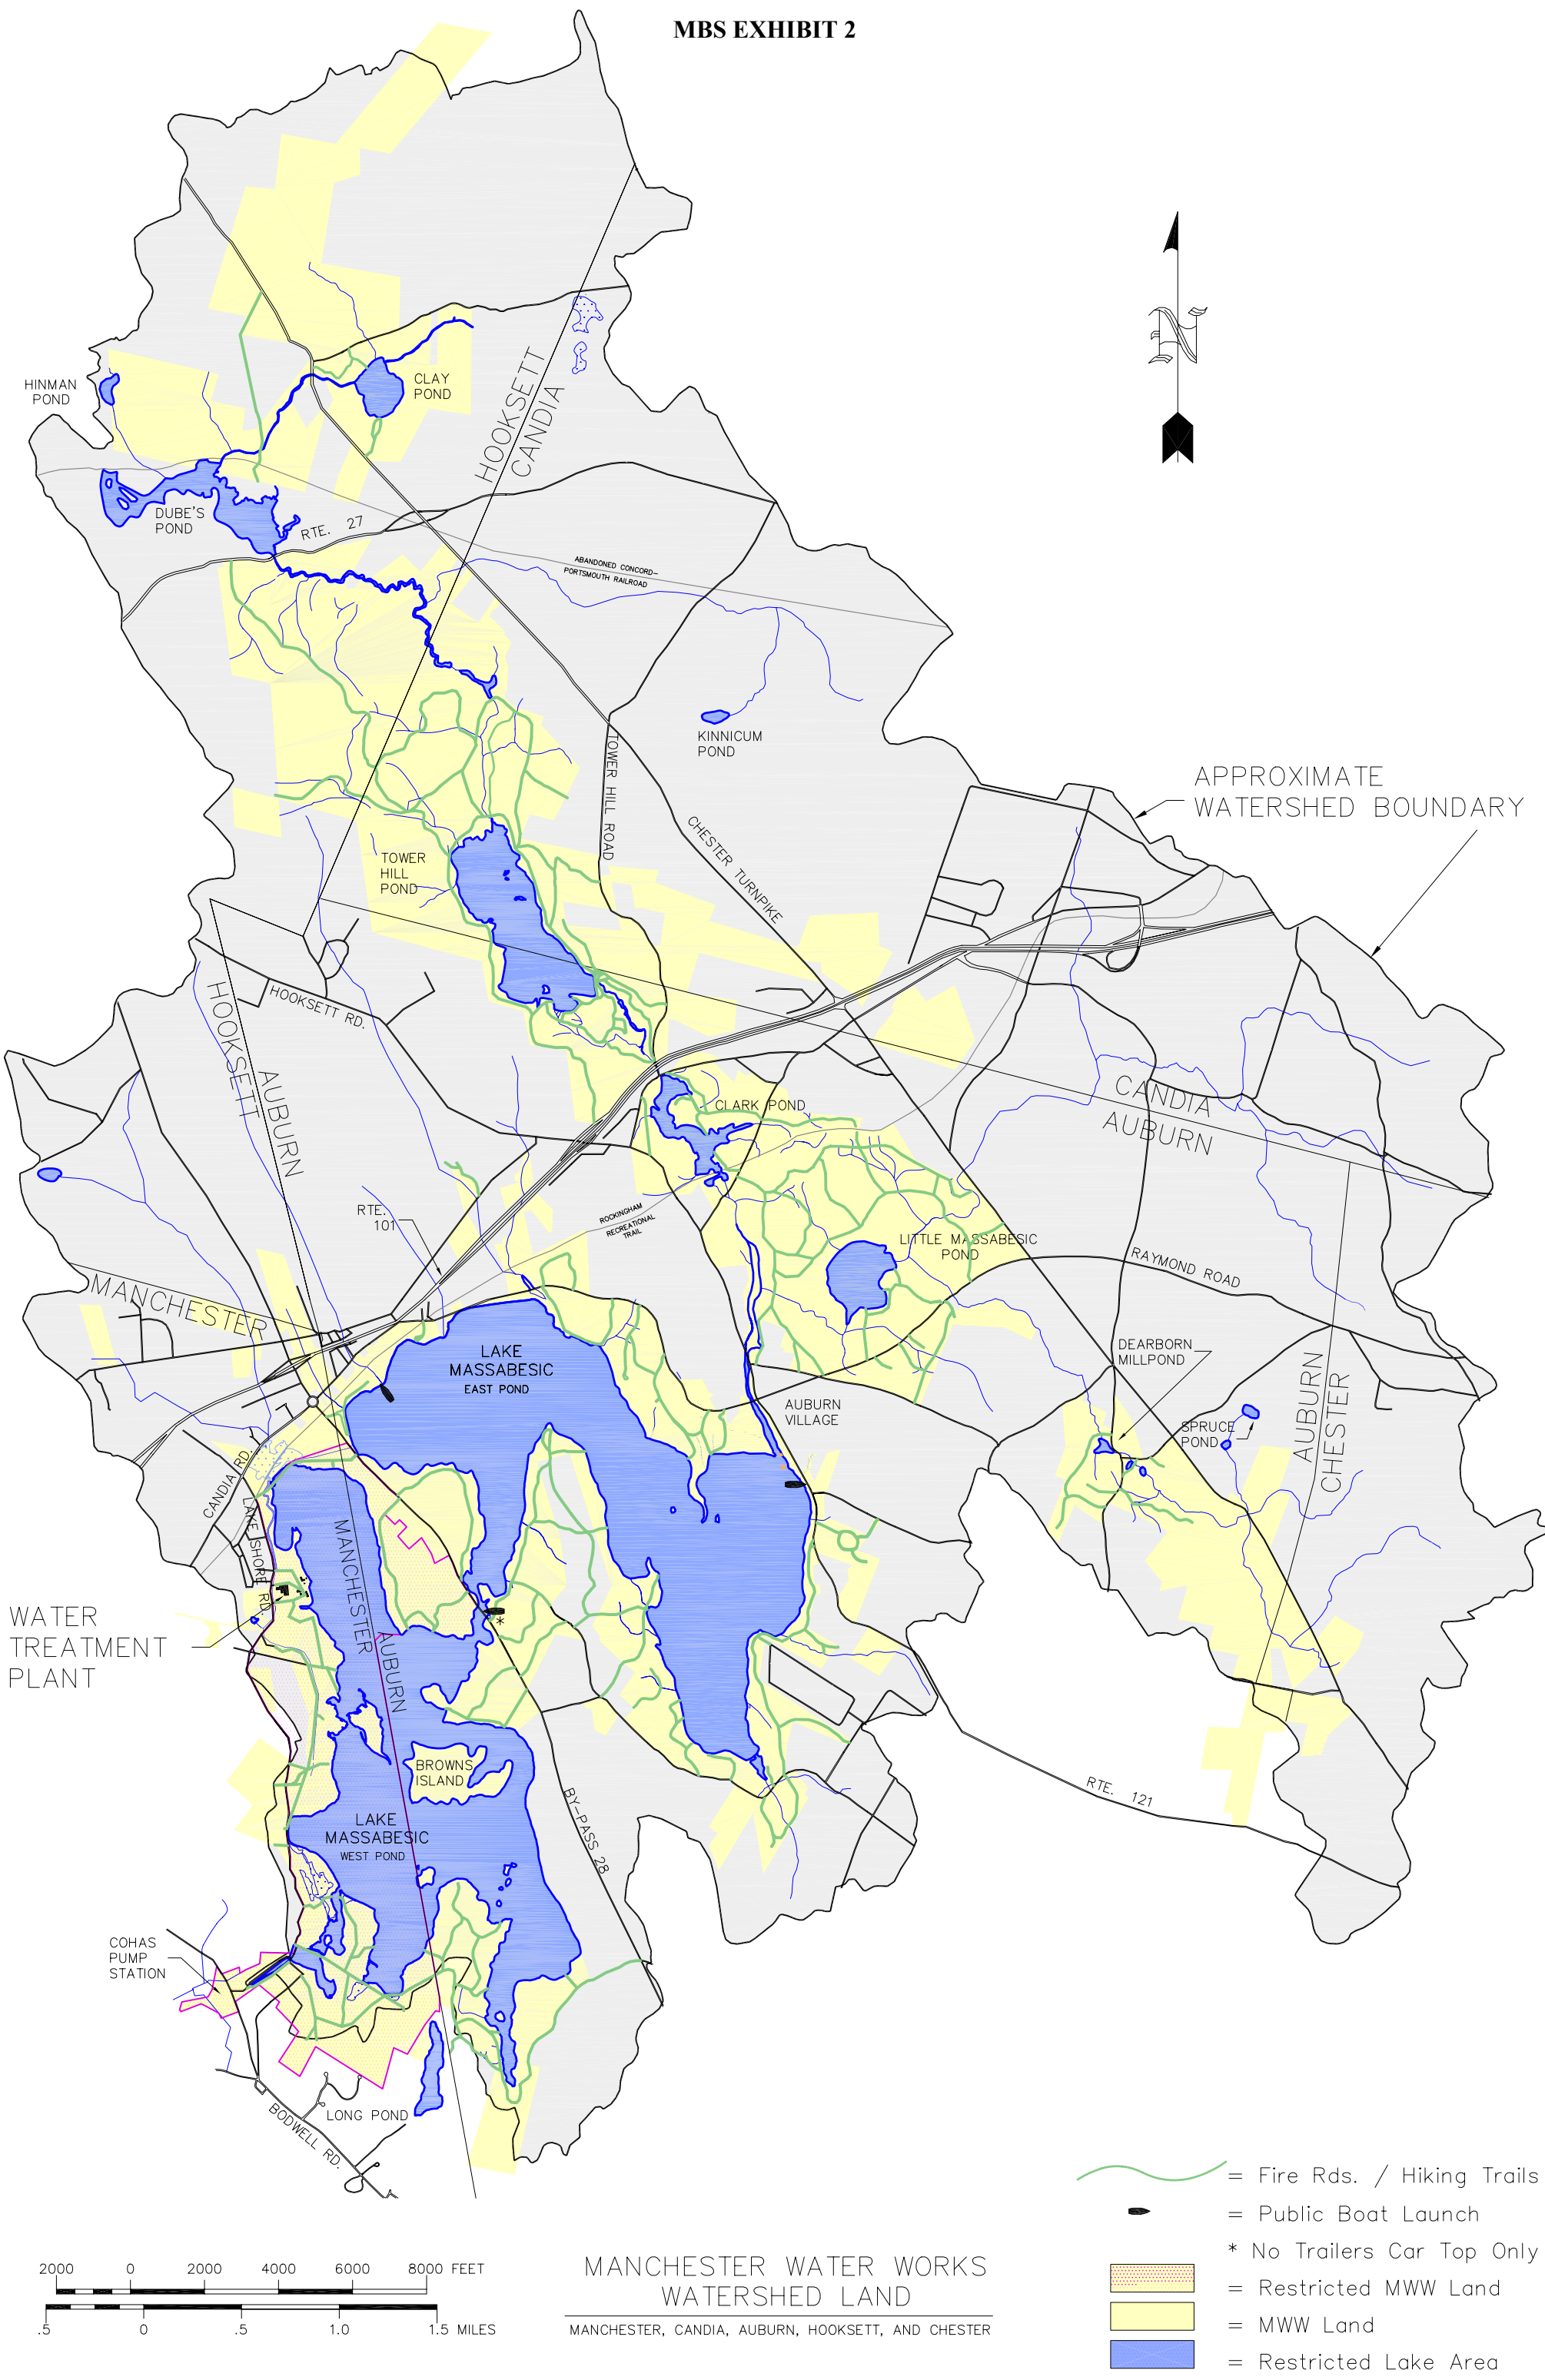 MBS EXHIBIT 2
HINMAN
POND
CLAY
POND
HOOKSETT
CANDIA
DUBE'S
POND
RTE. 27
ABANDONED CONCORD-
PORTSMOUTH RAILROAD
KINNICUM
POND
TOWER HILL ROAD
CHESTER TURNPIKE
APPROXIMATE
WATERSHED BOUNDARY
TOWER
HILL
POND
HOOKSETT RD.
HOOKSETT
AUBURN
CANDIA
AUBURN
CLARK POND
RTE.
101
ROCKINGHAM
RECREATIONAL
TRAIL
LITTLE MASSABESIC
POND
RAYMOND ROAD
MANCHESTER
LAKE
MASSABESIC
EAST POND
DEARBORN
MILLPOND
AUBURN
VILLAGE
SPRUCE
POND
AUBURN
CHESTER
CANDIA RD.
LAKE SHORE RD.
MANCHESTER
AUBURN
WATER
TREATMENT
PLANT
*
BROWNS
ISLAND
LAKE
MASSABESIC
WEST POND
BY-PASS 28
RTE. 121
COHAS
PUMP
STATION
LONG POND
BODWELL RD.
N
= Fire Rds. / Hiking Trails
= Public Boat Launch
* No Trailers Car Top Only
= Restricted MWW Land
= MWW Land
= Restricted Lake Area
2000 0 2000 4000 6000 8000 FEET
.5 0 .5 1.0 1.5 MILES
MANCHESTER WATER WORKS
WATERSHED LAND
MANCHESTER, CANDIA, AUBURN, HOOKSETT, AND CHESTER